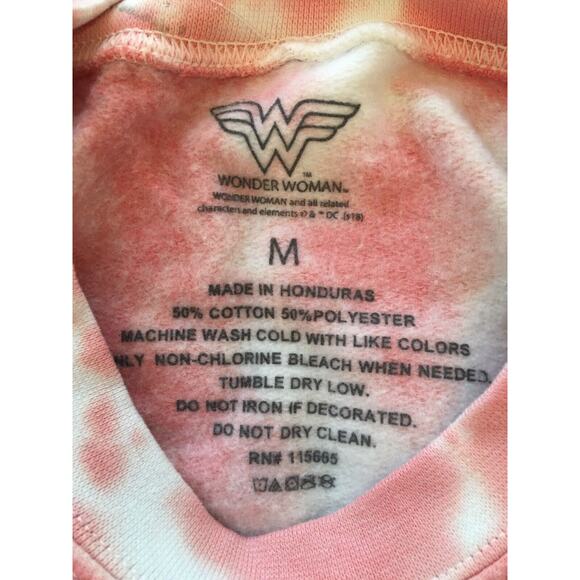 WONDER WOMAN™
WONDER WOMAN and all related
characters and elements © & ™ DC. (s18)
M
MADE IN HONDURAS
50% COTTON 50%POLYESTER
MACHINE WASH COLD WITH LIKE COLORS
NLY NON-CHLORINE BLEACH WHEN NEEDED.
TUMBLE DRY LOW.
DO NOT IRON IF DECORATED.
DO NOT DRY CLEAN.
RN# 115665